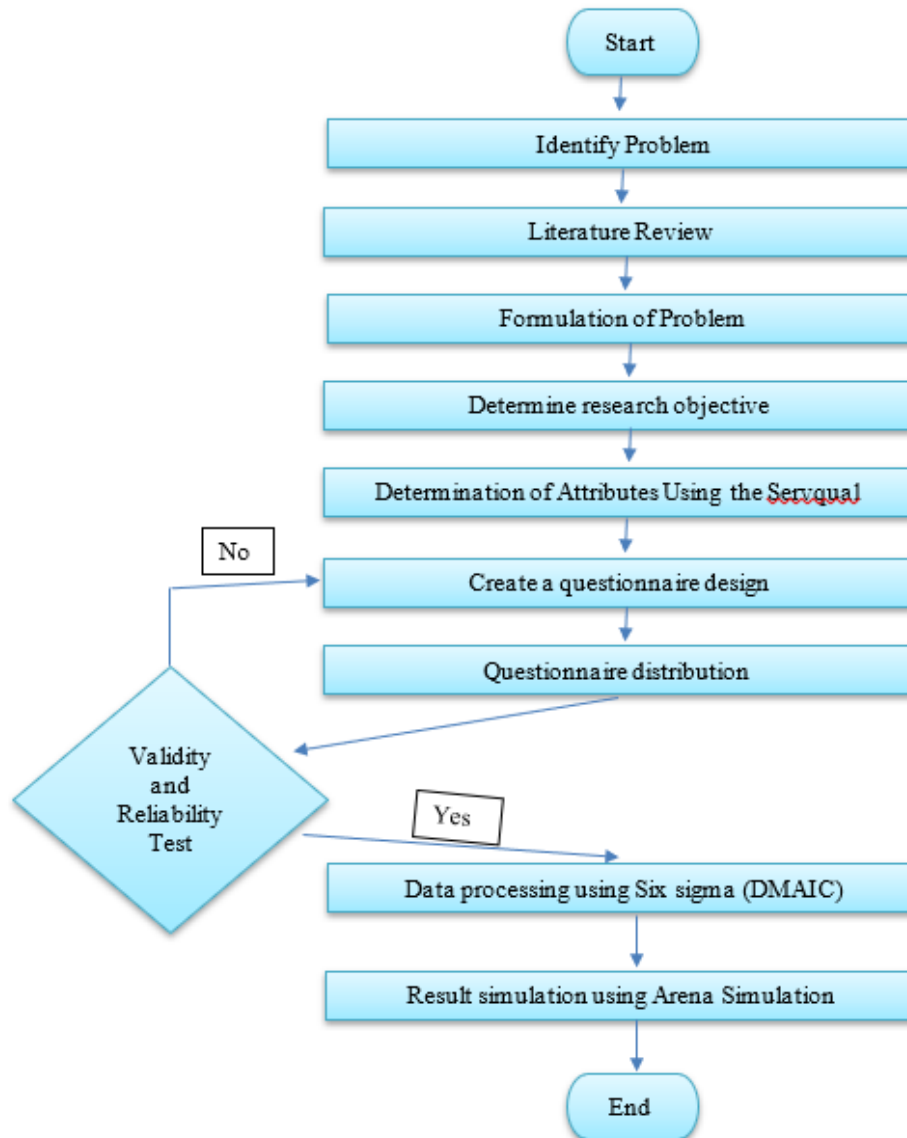 Start
Identify Problem
Literature Review
Formulation of Problem
Determine research objective
Determination of Attributes Using the Servqual
No
Create a questionnaire design
Questionnaire distribution
Validity
and
Reliability
Test
Yes
Data processing using Six sigma (DMAIC)
Result simulation using Arena Simulation
End